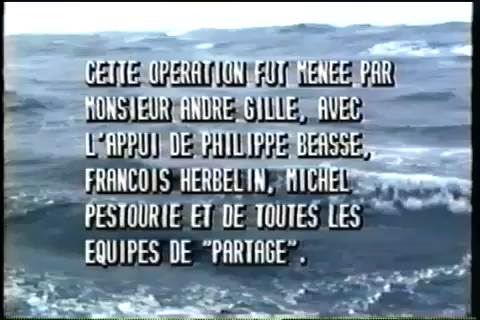 CETTE OPERATION FUT MENEE PAR
MONSIEUR ANDRE GILLE, AVEC
L'APPUI DE PHILIPPE BEASSE,
FRANCOIS HERBELIN, MICHEL
PESTOURIE ET DE TOUTES LES
EQUIPES DE "PARTAGE".